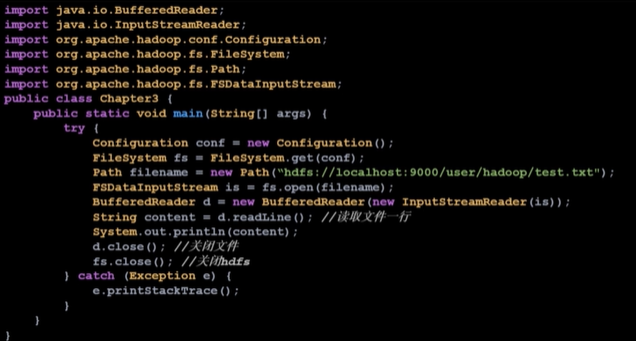 import java.io.BufferedReader;
import java.io.InputStreamReader;
import org.apache.hadoop.conf.Configuration;
import org.apache.hadoop.fs.FileSystem;
import org.apache.hadoop.fs.Path;
import org.apache.hadoop.fs.FSDataInputStream;
public class Chapter3 {
    public static void main(String[] args) {
        try {
            Configuration conf = new Configuration();
            FileSystem fs = FileSystem.get(conf);
            Path filename = new Path(“hdfs://localhost:9000/user/hadoop/test.txt");
            FSDataInputStream is = fs.open(filename);
            BufferedReader d = new BufferedReader(new InputStreamReader(is));
            String content = d.readLine(); //读取文件一行
            System.out.println(content);
            d.close(); //关闭文件
            fs.close(); //关闭hdfs
        } catch (Exception e) {
            e.printStackTrace();
        }
    }
}